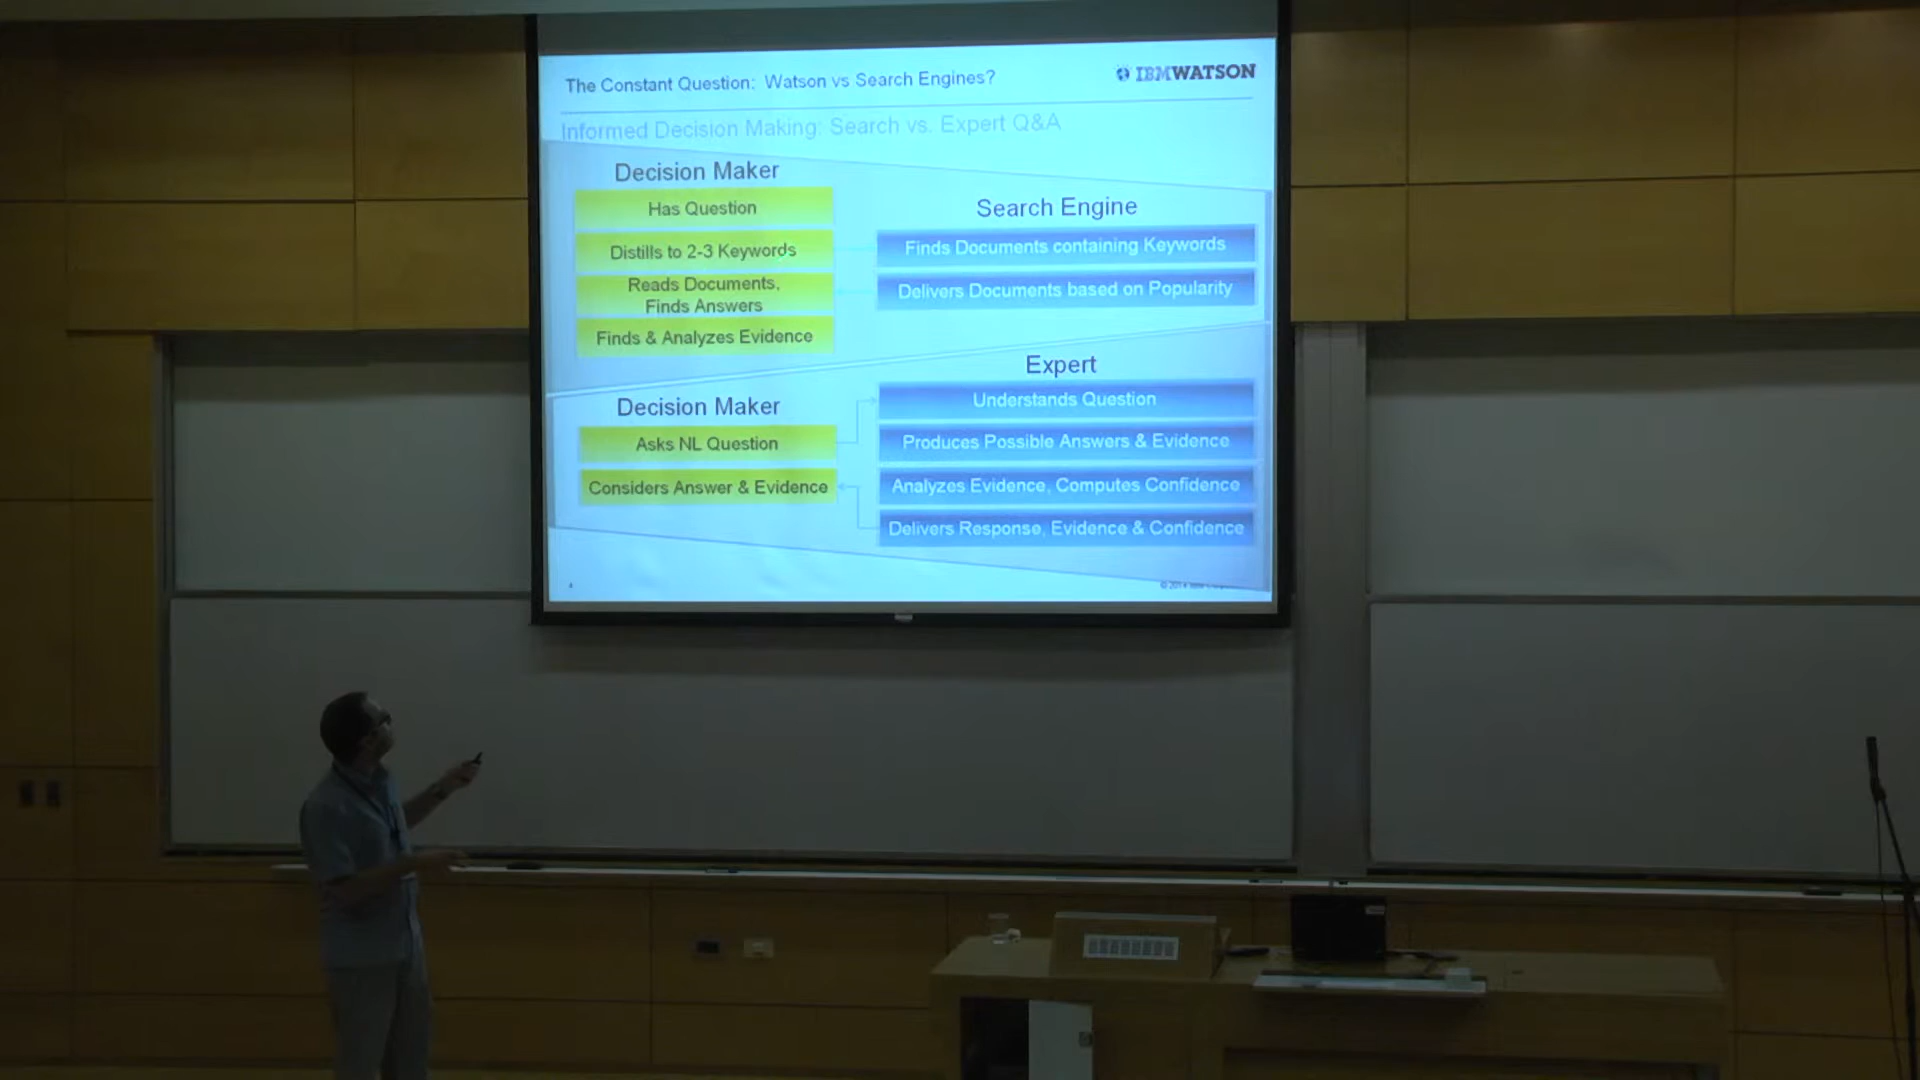 The Constant Question: Watson vs Search Engines?
IBMWATSON
Informed Decision Making: Search vs. Expert Q&A
Decision Maker
Has Question
Distills to 2-3 Keywords
Reads Documents,
Finds Answers
Finds & Analyzes Evidence
Search Engine
Finds Documents containing Keywords
Delivers Documents based on Popularity
Decision Maker
Asks NL Question
Considers Answer & Evidence
Expert
Understands Question
Produces Possible Answers & Evidence
Analyzes Evidence, Computes Confidence
Delivers Response, Evidence & Confidence
4